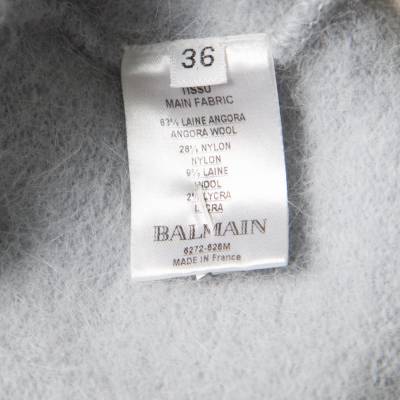 36
TISSU
MAIN FABRIC
63% LAINE ANGORA
ANGORA WOOL
28% NYLON
NYLON
9% LAINE
WOOL
2% LYCRA
LYCRA
BALMAIN
6272-626M
MADE IN France